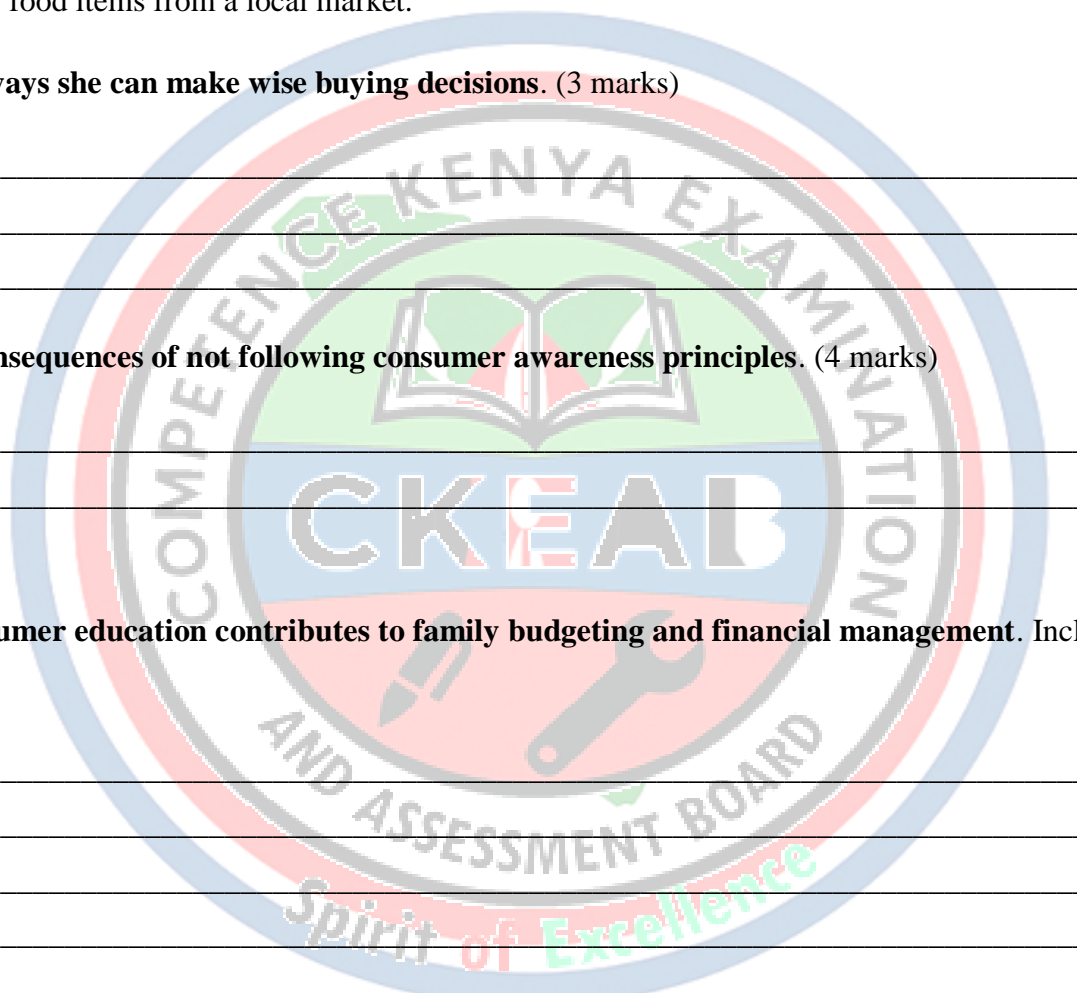 food items from a local market.
ways she can make wise buying decisions. (3 marks)
nsequences of not following consumer awareness principles. (4 marks)
umer education contributes to family budgeting and financial management. Incl
COMPETENCE KENYA EXAMINATION
AND ASSESSMENT BOARD
CKEAB
Spirit of Excellence